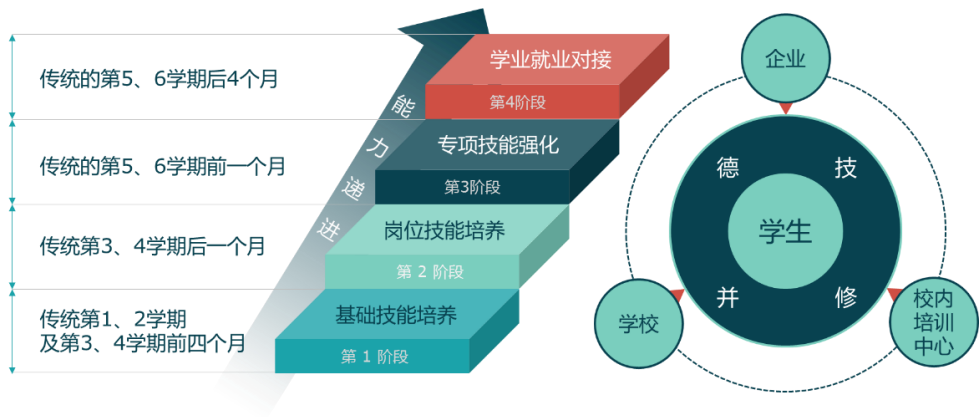 传统的第5、6学期后4个月
学业就业对接
第4阶段
传统的第5、6学期前一个月
专项技能强化
第3阶段
传统第3、4学期后一个月
岗位技能培养
第 2 阶段
传统第1、2学期
及第3、4学期前四个月
基础技能培养
第 1 阶段
能
力
递
进
企业
德 技
学生
并 修
学校
校内
培训
中心